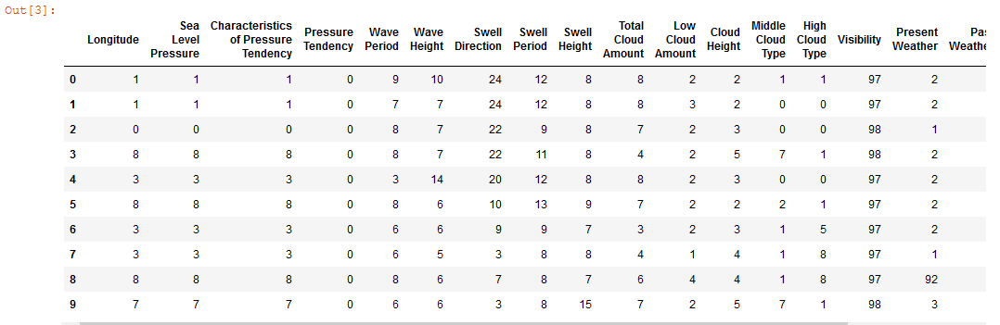 Out[3]:
Longitude Sea Level Pressure Characteristics of Pressure Tendency Pressure Tendency Wave Period Wave Height Swell Direction Swell Period Swell Height Total Cloud Amount Low Cloud Amount Cloud Height Middle Cloud Type High Cloud Type Visibility Present Weather
0 1 1 1 0 9 10 24 12 8 8 2 2 1 1 97 2
1 1 1 1 0 7 7 24 12 8 8 3 2 0 0 97 2
2 0 0 0 0 8 7 22 9 8 7 2 3 0 0 98 1
3 8 8 8 0 8 7 22 11 8 4 2 5 7 1 98 2
4 3 3 3 0 3 14 20 12 8 8 2 3 0 0 97 2
5 8 8 8 0 8 6 10 13 9 7 2 2 2 1 97 2
6 3 3 3 0 6 6 9 9 7 3 2 3 1 5 97 2
7 3 3 3 0 6 5 3 8 8 4 1 4 1 8 97 1
8 8 8 8 0 8 6 7 8 7 6 4 4 1 8 97 92
9 7 7 7 0 6 6 3 8 15 7 2 5 7 1 98 3